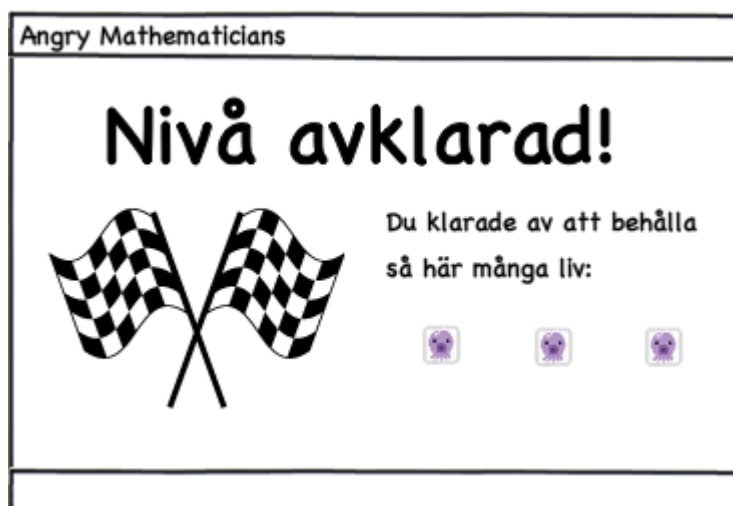 Angry Mathematicians
Nivå avklarad!
Du klarade av att behålla
så här många liv: